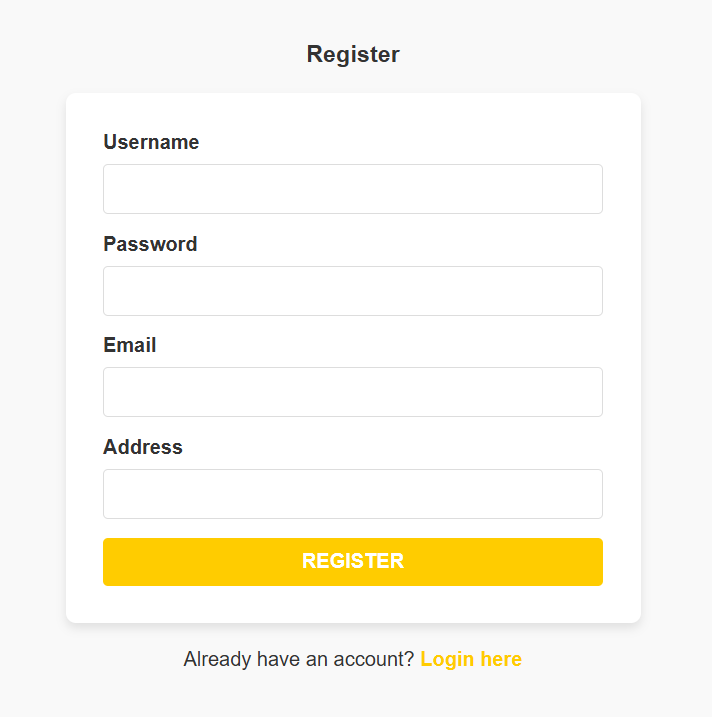 Register
Username
Password
Email
Address
REGISTER
Already have an account? Login here